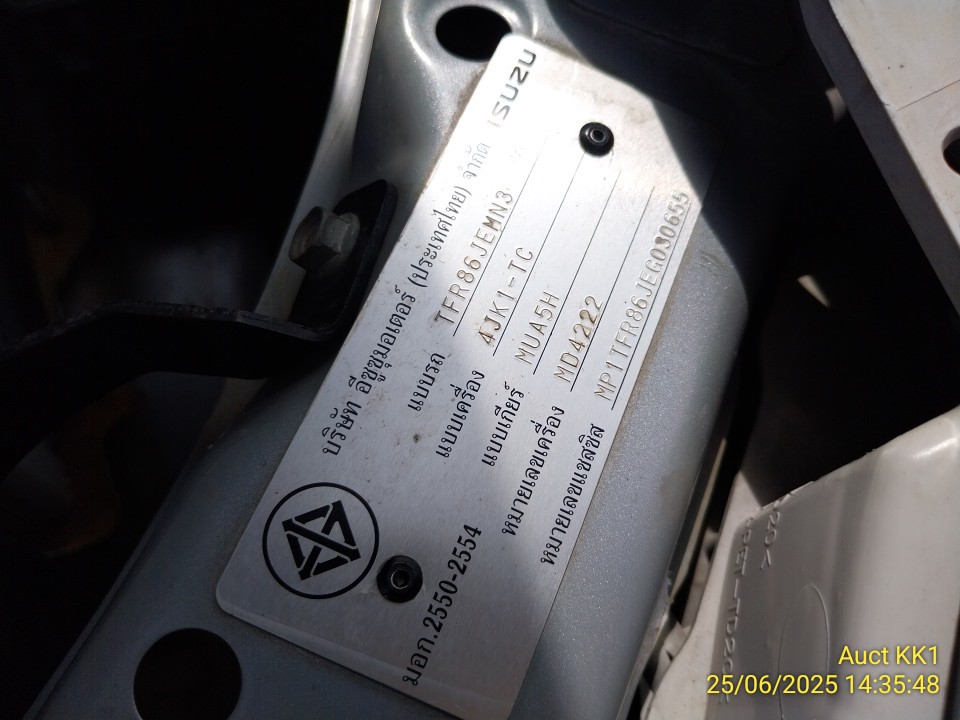 ISUZU
บริษัท อีซูซุมอเตอร์ (ประเทศไทย) จำกัด
แบบรถ TFR86JEMN3
แบบเครื่อง 4JK1-TC
แบบเกียร์ MUA5H
หมายเลขเครื่อง MD4222
หมายเลขแชสซิส MP1TFR86JEG030655
มอก.2550-2554
Auct KK1
25/06/2025 14:35:48